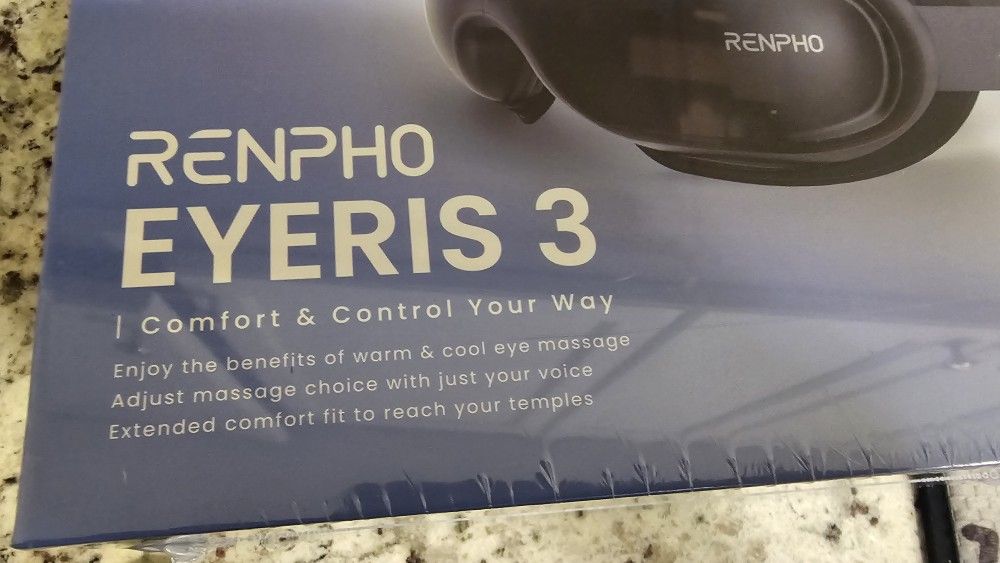 RENPHO
RENPHO
EYERIS 3
| Comfort & Control Your Way
Enjoy the benefits of warm & cool eye massage
Adjust massage choice with just your voice
Extended comfort fit to reach your temples